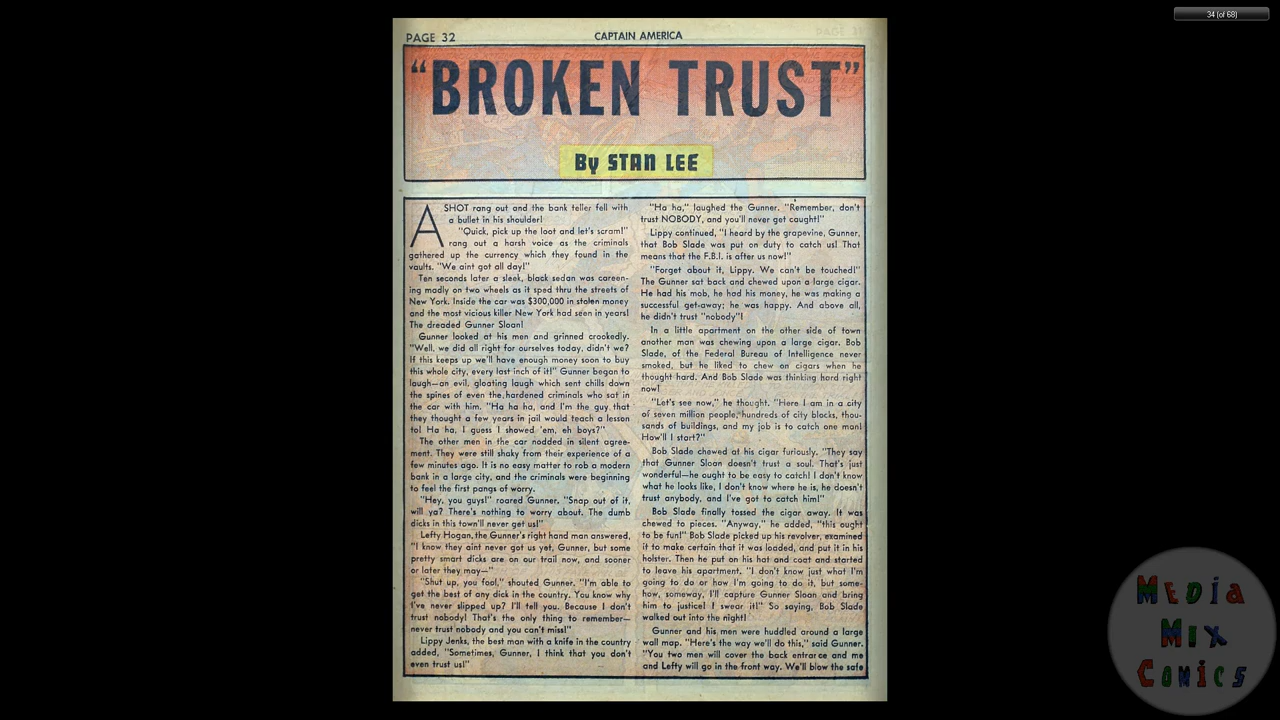 34 (of 68)
PAGE 32
CAPTAIN AMERICA
"BROKEN TRUST"
By STAN LEE
A SHOT rang out and the bank teller fell with
a bullet in his shoulder!
"Quick, pick up the loot and let's scram!"
rang out a harsh voice as the criminals
gathered up the currency which they found in the
vaults. "We aint got all day!"
Ten seconds later a sleek, black sedan was careen-
ing madly on two wheels as it sped thru the streets of
New York. Inside the car was $300,000 in stolen money
and the most vicious killer New York had seen in years!
The dreaded Gunner Sloan!
Gunner looked at his men and grinned crookedly.
"Well, we did all right for ourselves today, didn't we?
If this keeps up we'll have enough money soon to buy
this whole city, every last inch of it!" Gunner began to
laugh—an evil, gloating laugh which sent chills down
the spines of even the hardened criminals who sat in
the car with him. "Ha ha ha, and I'm the guy that
they thought a few years in jail would teach a lesson
to! Ha ha, I guess I showed 'em, eh boys?"
The other men in the car nodded in silent agree-
ment. They were still shaky from their experience of a
few minutes ago. It is no easy matter to rob a modern
bank in a large city, and the criminals were beginning
to feel the first pangs of worry.
"Hey, you guys!" roared Gunner. "Snap out of it,
will ya? There's nothing to worry about. The dumb
dicks in this town'll never get us!"
Lefty Hogan, the Gunner's right hand man answered,
"I know they aint never got us yet, Gunner, but some
pretty smart dicks are on our trail now, and sooner
or later they may—"
"Shut up, you fool," shouted Gunner. "I'm able to
get the best of any dick in the country. You know why
I've never slipped up? I'll tell you. Because I don't
trust nobody! That's the only thing to remember—
never trust nobody and you can't miss!"
Lippy Jenks, the best man with a knife in the country
added, "Sometimes, Gunner, I think that you don't
even trust us!"
"Ha ha," laughed the Gunner. "Remember, don't
trust NOBODY, and you'll never get caught!"
Lippy continued, "I heard by the grapevine, Gunner,
that Bob Slade was put on duty to catch us! That
means that the F.B.I. is after us now!"
"Forget about it, Lippy. We can't be touched!"
The Gunner sat back and chewed upon a large cigar.
He had his mob, he had his money, he was making a
successful get-away; he was happy. And above all,
he didn't trust "nobody"!
In a little apartment on the other side of town
another man was chewing upon a large cigar. Bob
Slade, of the Federal Bureau of Intelligence never
smoked, but he liked to chew on cigars when he
thought hard. And Bob Slade was thinking hard right
now!
"Let's see now," he thought. "Here I am in a city
of seven million people, hundreds of city blocks, thou-
sands of buildings, and my job is to catch one man!
How'll I start?"
Bob Slade chewed at his cigar furiously. "They say
that Gunner Sloan doesn't trust a soul. That's just
wonderful—he ought to be easy to catch! I don't know
what he looks like, I don't know where he is, he doesn't
trust anybody, and I've got to catch him!"
Bob Slade finally tossed the cigar away. It was
chewed to pieces. "Anyway," he added, "this ought
to be fun!" Bob Slade picked up his revolver, examined
it to make certain that it was loaded, and put it in his
holster. Then he put on his hat and coat and started
to leave his apartment. "I don't know just what I'm
going to do or how I'm going to do it, but some-
how, someway, I'll capture Gunner Sloan and bring
him to justice! I swear it!" So saying, Bob Slade
walked out into the night!
Gunner and his men were huddled around a large
wall map. "Here's the way we'll do this," said Gunner.
"You two men will cover the back entrance and me
and Lefty will go in the front way. We'll blow the safe
MEDiA
MiX
COMiCS